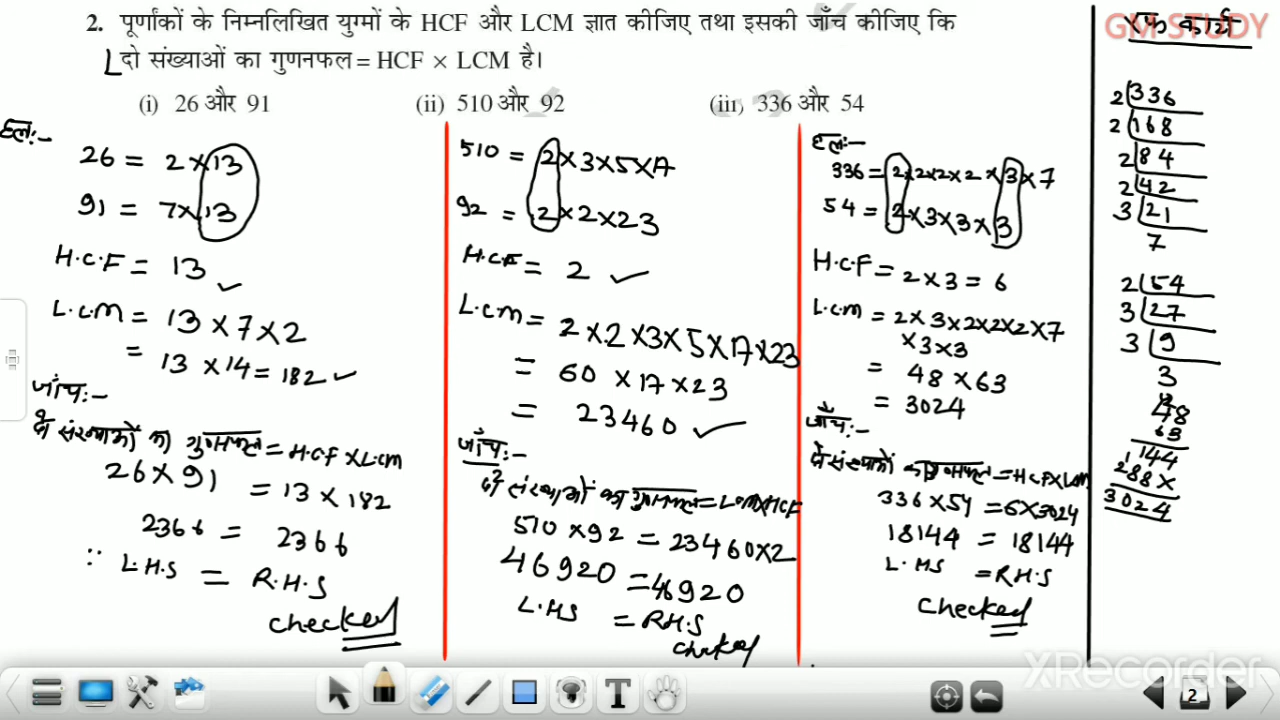 2. पूर्णांकों के निम्नलिखित युग्मों के HCF और LCM ज्ञात कीजिए तथा इसकी जाँच कीजिए कि
दो संख्याओं का गुणनफल = HCF × LCM है।
(i) 26 और 91 (ii) 510 और 92 (iii) 336 और 54
हल:-
26 = 2×13
91 = 7×13
H.C.F = 13 ✓
L.C.M = 13 × 7 × 2
= 13 × 14 = 182 ✓
जाँच:-
दो संख्याओं का गुणनफल = H.C.F × L.C.M
26 × 91 = 13 × 182
2366 = 2366
∵ L.H.S = R.H.S
checked
510 = 2×3×5×17
92 = 2×2×23
H.C.F = 2 ✓
L.C.M = 2×2×3×5×17×23
= 60 × 17 × 23
= 23460 ✓
जाँच:-
दो संख्याओं का गुणनफल = LCM×HCF
510 × 92 = 23460×2
46920 = 46920
L.H.S = R.H.S
checked
हल:-
336 = 2×2×2×2×3×7
54 = 2×3×3×3
H.C.F = 2×3 = 6
L.C.M = 2×3×2×2×2×7
×3×3
= 48 × 63
= 3024
जाँच:-
दो संख्याओं का गुणनफल = HCF×LCM
336×54 = 6×3024
18144 = 18144
L.HS = R.H.S
checked
GM STUDY
रफ कार्य
2 336
2 168
2 84
2 42
3 21
7
2 54
3 27
3 9
3
48
63
144
288×
3024
XRecorder
T
2